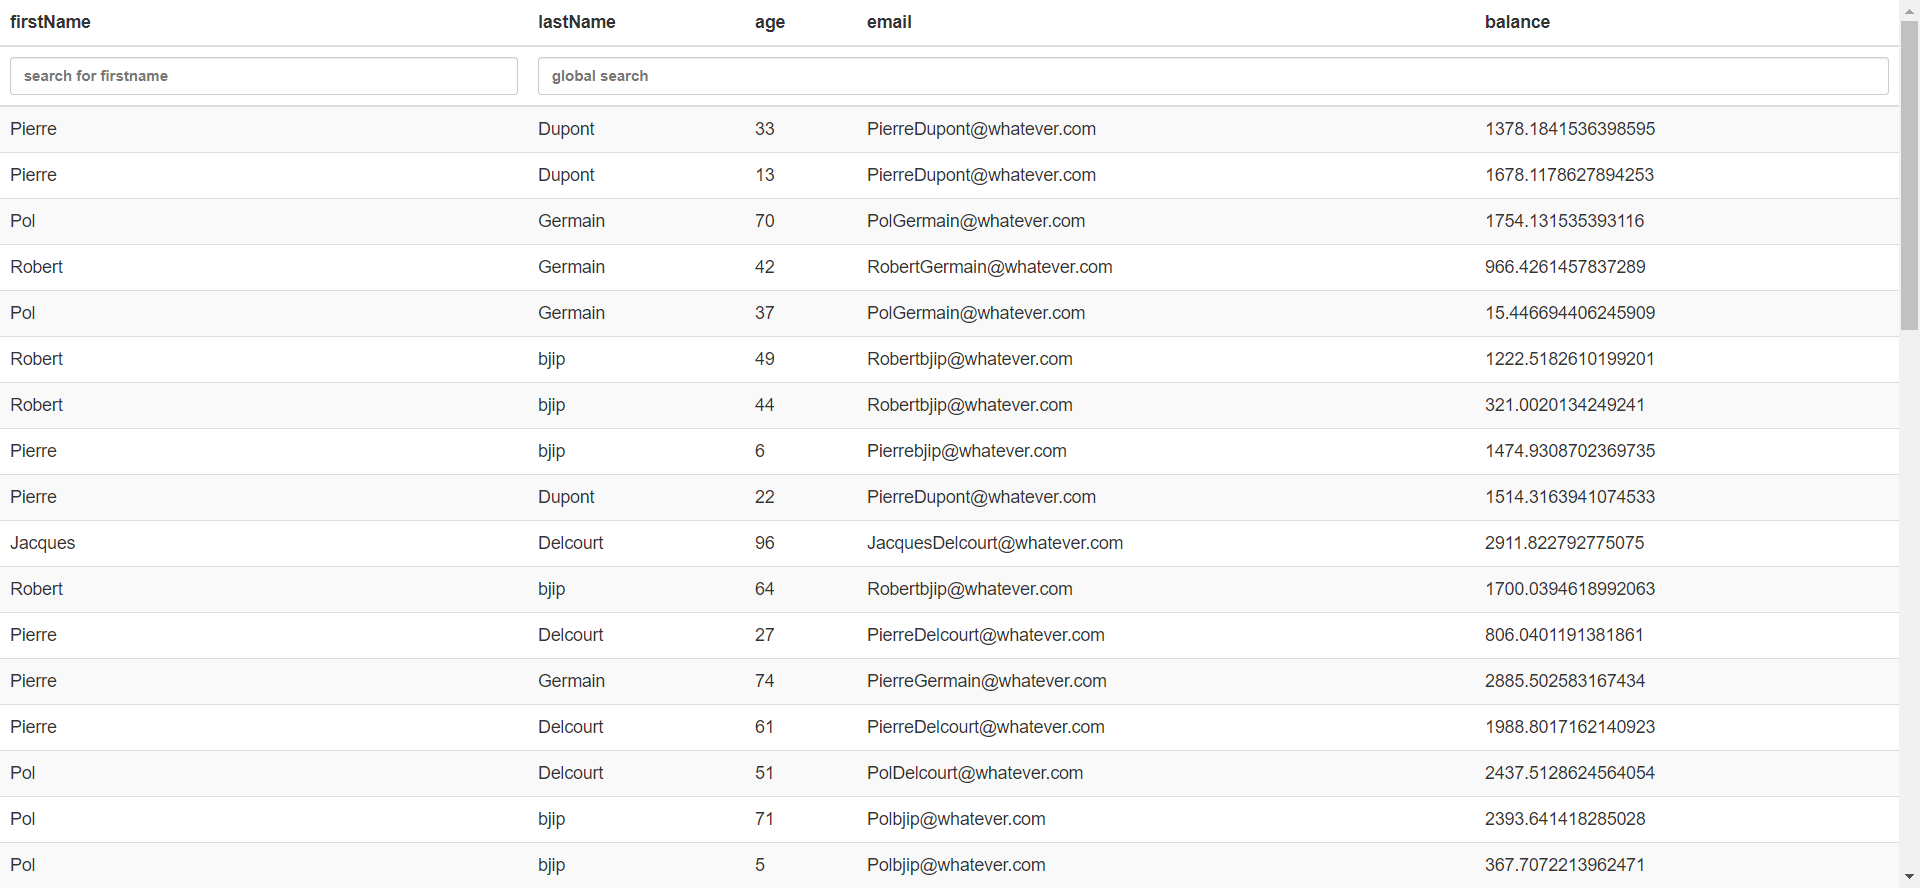 firstName lastName age email balance
search for firstname global search
Pierre Dupont 33 PierreDupont@whatever.com 1378.1841536398595
Pierre Dupont 13 PierreDupont@whatever.com 1678.1178627894253
Pol Germain 70 PolGermain@whatever.com 1754.131535393116
Robert Germain 42 RobertGermain@whatever.com 966.4261457837289
Pol Germain 37 PolGermain@whatever.com 15.446694406245909
Robert bjip 49 Robertbjip@whatever.com 1222.5182610199201
Robert bjip 44 Robertbjip@whatever.com 321.0020134249241
Pierre bjip 6 Pierrebjip@whatever.com 1474.9308702369735
Pierre Dupont 22 PierreDupont@whatever.com 1514.3163941074533
Jacques Delcourt 96 JacquesDelcourt@whatever.com 2911.822792775075
Robert bjip 64 Robertbjip@whatever.com 1700.0394618992063
Pierre Delcourt 27 PierreDelcourt@whatever.com 806.0401191381861
Pierre Germain 74 PierreGermain@whatever.com 2885.502583167434
Pierre Delcourt 61 PierreDelcourt@whatever.com 1988.8017162140923
Pol Delcourt 51 PolDelcourt@whatever.com 2437.5128624564054
Pol bjip 71 Polbjip@whatever.com 2393.641418285028
Pol bjip 5 Polbjip@whatever.com 367.7072213962471